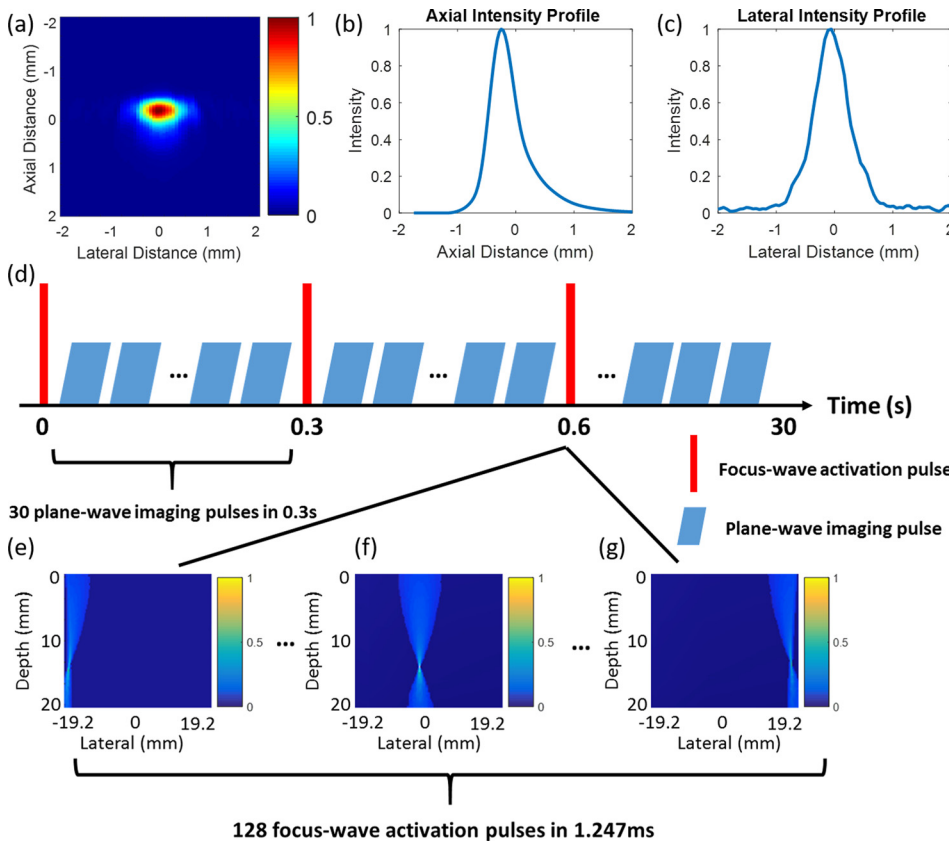 (a)
-2
-1
0
1
2
Axial Distance (mm)
-2 -1 0 1 2
Lateral Distance (mm)
1
0.5
0
(b)
Axial Intensity Profile
1
0.8
0.6
0.4
0.2
0
Intensity
-2 -1 0 1 2
Axial Distance (mm)
(c)
Lateral Intensity Profile
1
0.8
0.6
0.4
0.2
0
Intensity
-2 -1 0 1 2
Lateral Distance (mm)
(d)
... ... ...
0 0.3 0.6 30 Time (s)
30 plane-wave imaging pulses in 0.3s
Focus-wave activation pulse
Plane-wave imaging pulse
(e)
0
10
20
Depth (mm)
-19.2 0 19.2
Lateral (mm)
1
0.5
0
...
(f)
0
10
20
Depth (mm)
-19.2 0 19.2
Lateral (mm)
1
0.5
0
...
(g)
0
10
20
Depth (mm)
-19.2 0 19.2
Lateral (mm)
1
0.5
0
128 focus-wave activation pulses in 1.247ms